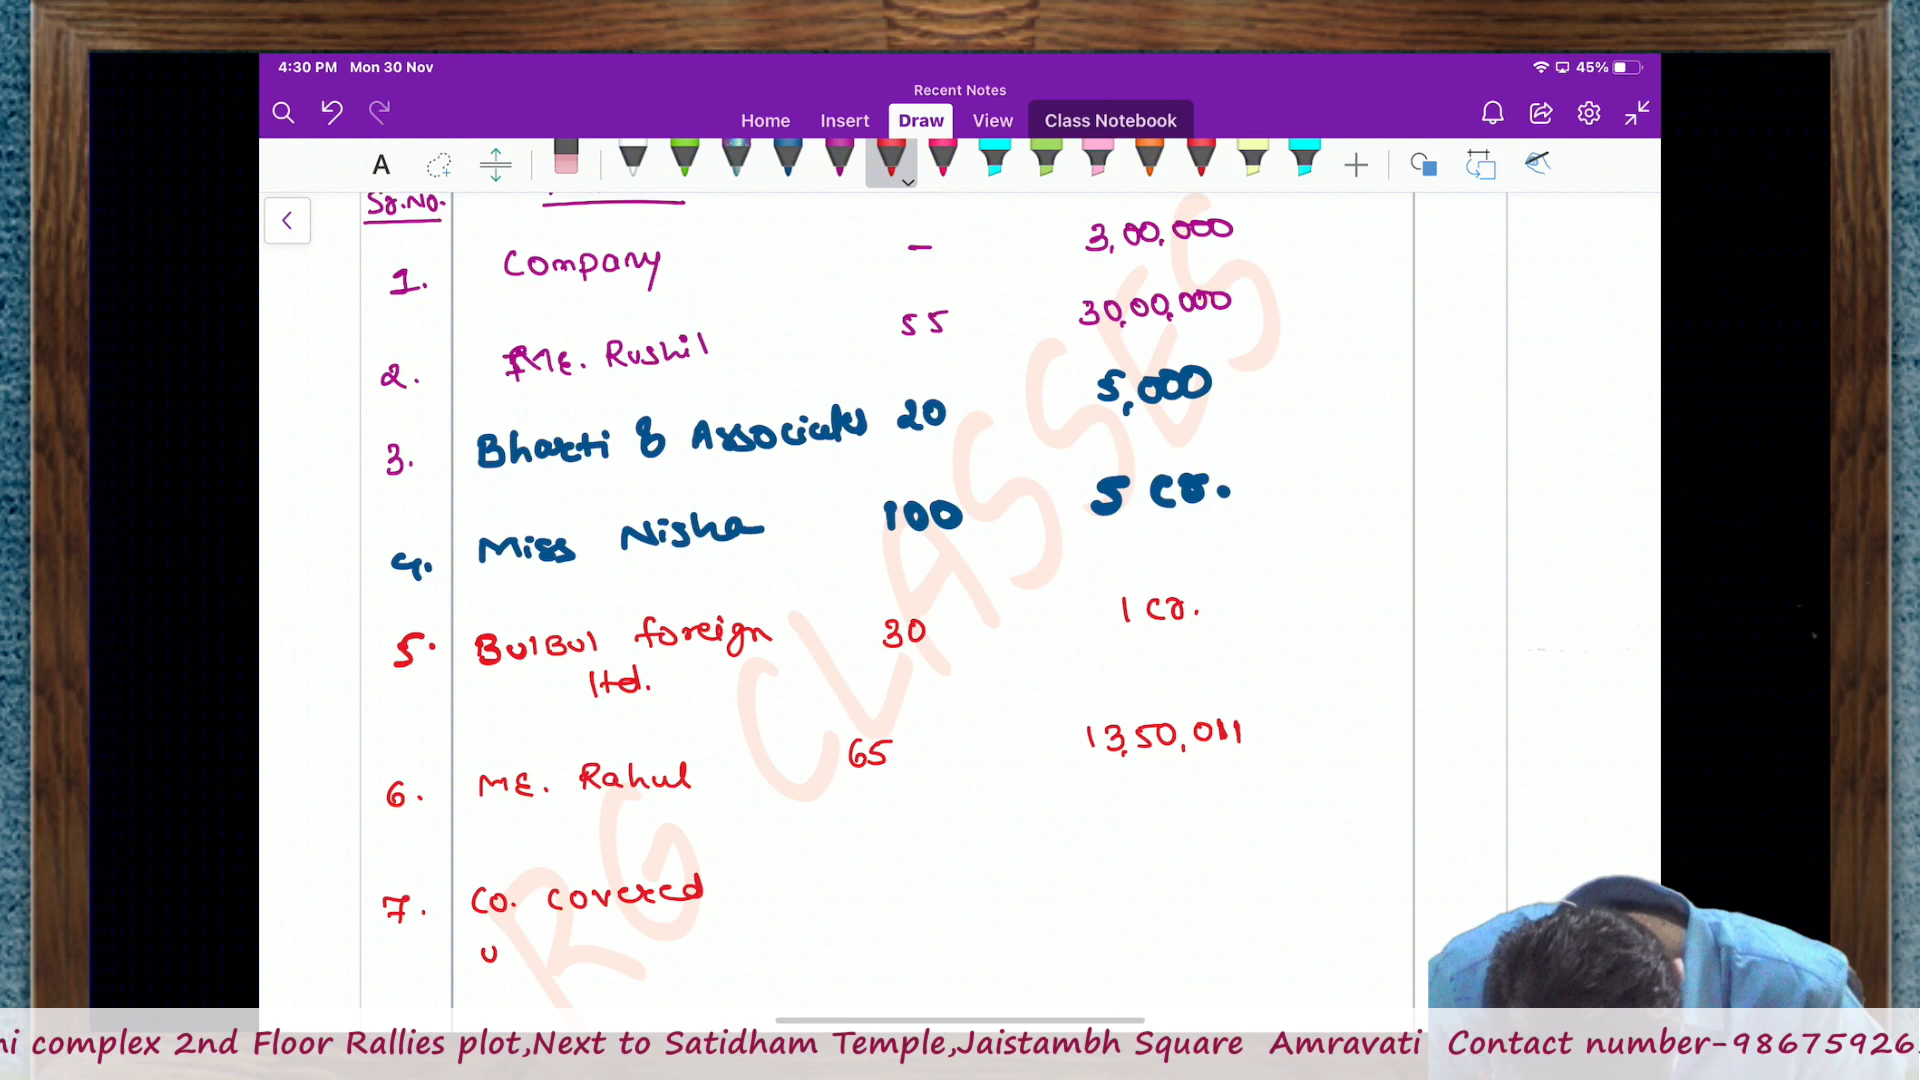 4:30 PM Mon 30 Nov 45%
Recent Notes
Home Insert Draw View Class Notebook
A
Sr.No.
1. Company - 3,00,000
2. Mr. Rushil 55 30,00,000
3. Bharti & Associates 20 5,000
4. Miss Nisha 100 5 cr.
5. BulBul foreign 30 1 cr.
ltd.
6. Mr. Rahul 65 13,50,011
7. Co. covered
u
RG CLASSES
ni complex 2nd Floor Rallies plot,Next to Satidham Temple,Jaistambh Square Amravati Contact number-98675926